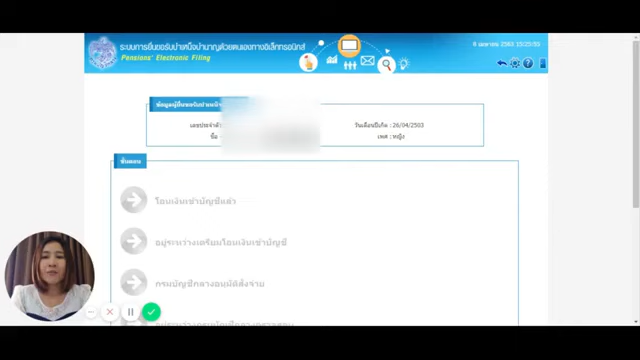 ระบบการยื่นขอรับบำเหน็จบำนาญด้วยตนเองทางอิเล็กทรอนิกส์
Pensions' Electronic Filing
8 เมษายน 2563 15:25:53
ข้อมูลผู้ยื่นขอรับบำเหน็จ
เลขประจำตัว
วันเดือนปีเกิด : 26/04/2503
ชื่อ
เพศ : หญิง
ขั้นตอน
โอนเงินเข้าบัญชีแล้ว
อยู่ระหว่างเตรียมโอนเงินเข้าบัญชี
กรมบัญชีกลางอนุมัติสั่งจ่าย